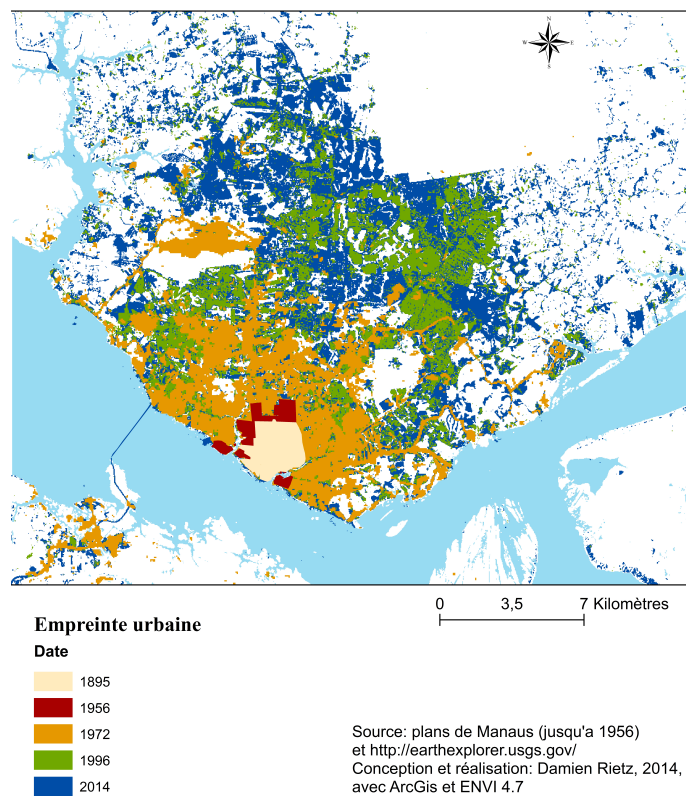 N
W E
S
0 3,5 7 Kilomètres
Empreinte urbaine
Date
1895
1956
1972
1996
2014
Source: plans de Manaus (jusqu'a 1956)
et http://earthexplorer.usgs.gov/
Conception et réalisation: Damien Rietz, 2014,
avec ArcGis et ENVI 4.7